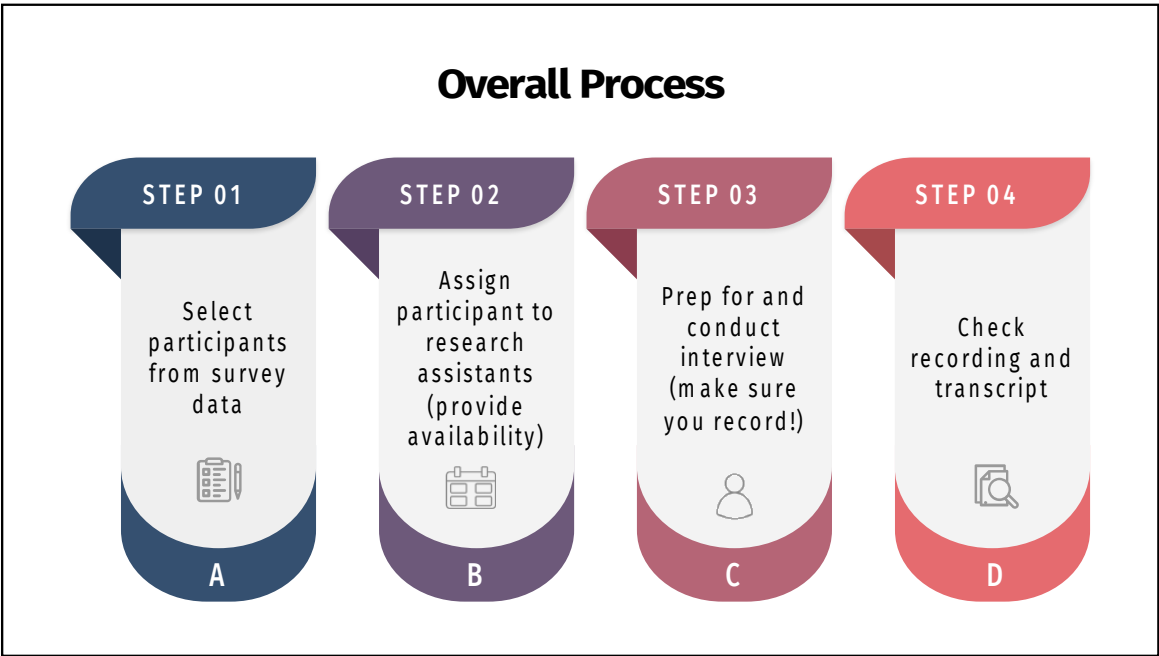 Overall Process
STEP 01
Select
participants
from survey
data
A
STEP 02
Assign
participant to
research
assistants
(provide
availability)
B
STEP 03
Prep for and
conduct
interview
(make sure
you record!)
C
STEP 04
Check
recording and
transcript
D